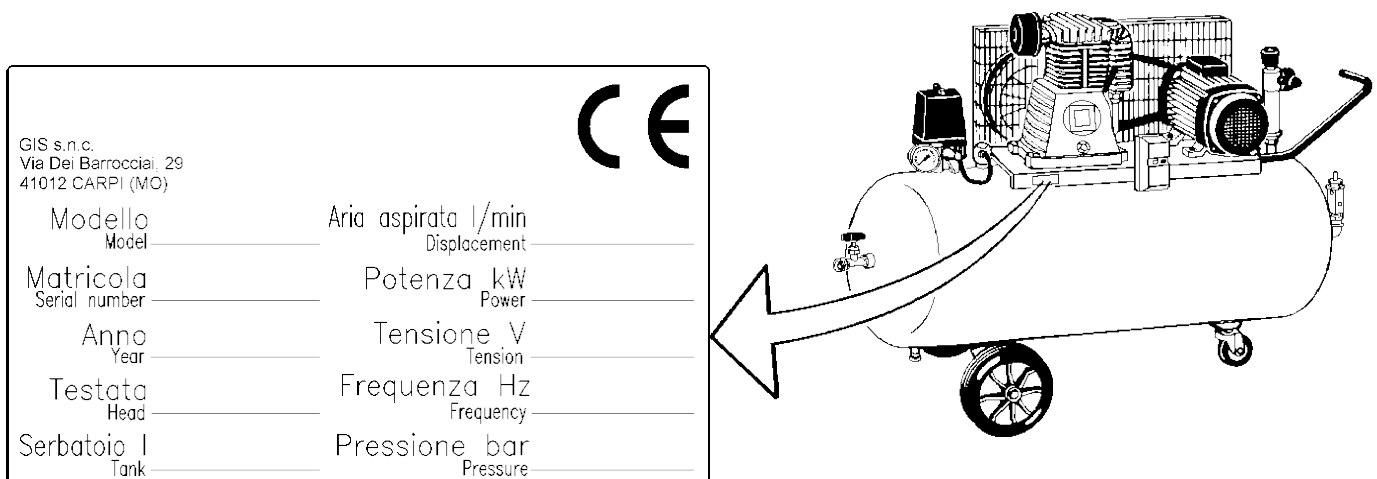 CE
GIS s.n.c.
Via Dei Barrocciai, 29
41012 CARPI (MO)
Modello
Model
Aria aspirata l/min
Displacement
Matricola
Serial number
Potenza kW
Power
Anno
Year
Tensione V
Tension
Testata
Head
Frequenza Hz
Frequency
Serbatoio l
Tank
Pressione bar
Pressure